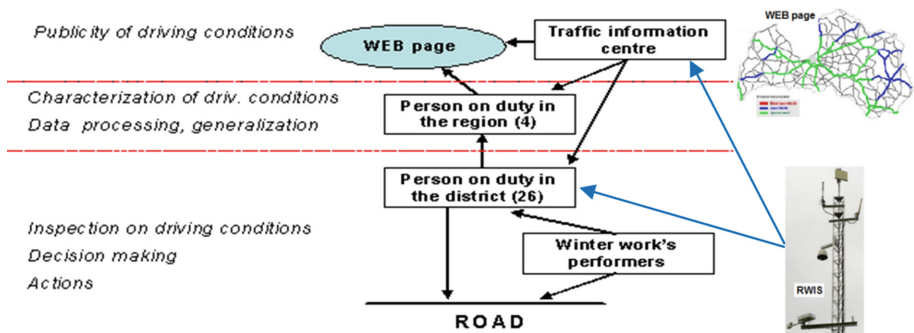 Publicity of driving conditions
WEB page
Traffic information
centre
WEB page
Characterization of driv. conditions
Data processing, generalization
Person on duty in
the region (4)
Person on duty in
the district (26)
Inspection on driving conditions
Decision making
Actions
Winter work's
performers
RWIS
ROAD